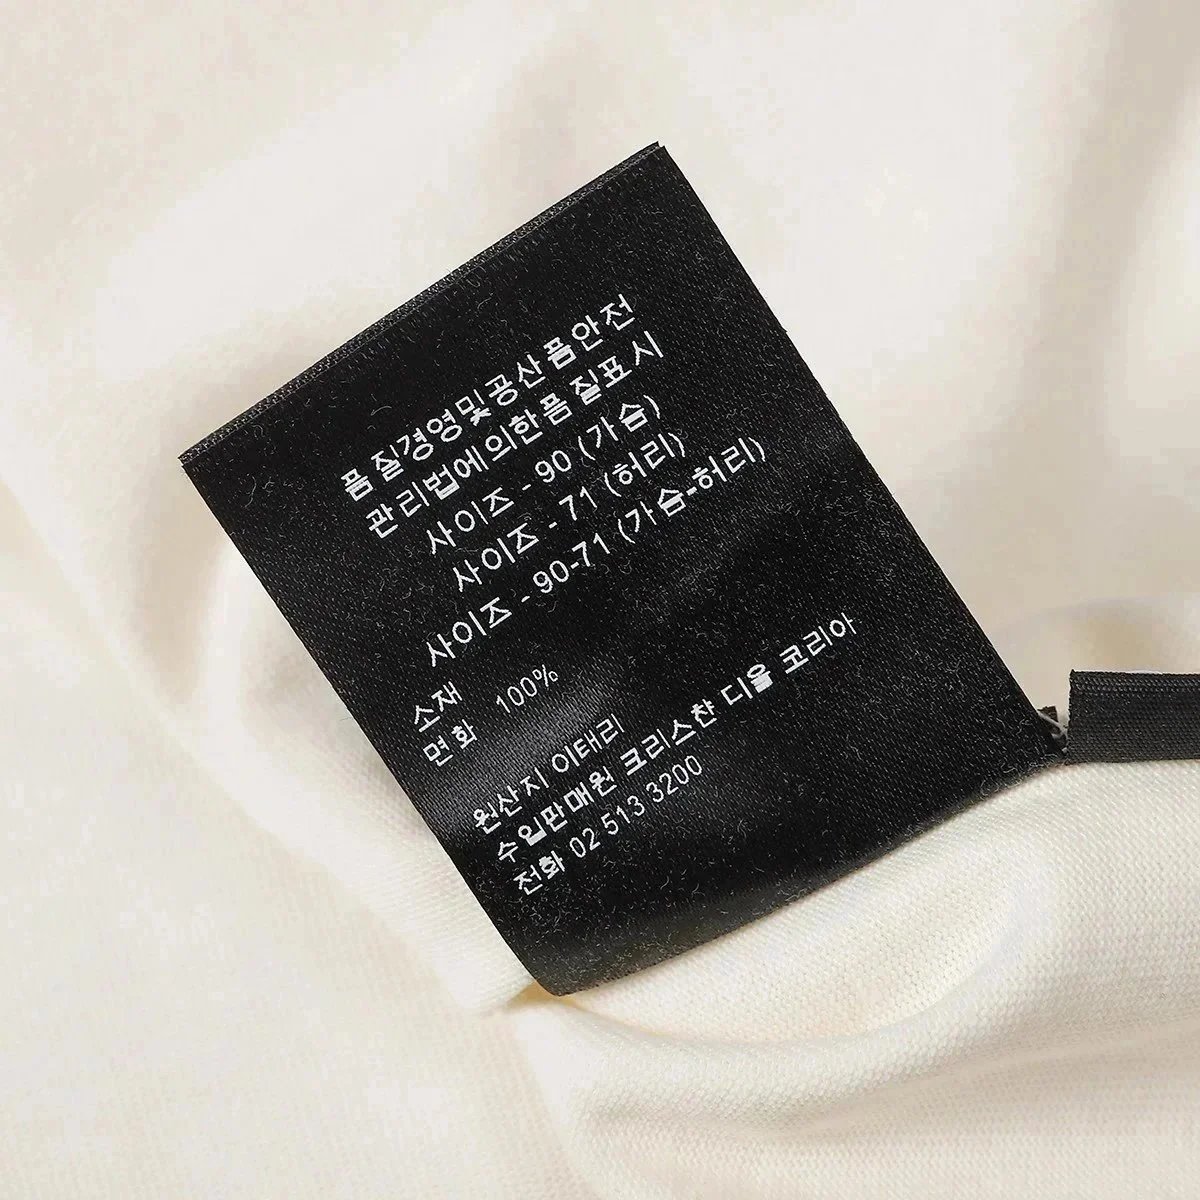 품질경영및공산품안전
관리법에의한품질표시
사이즈 - 90 (가슴)
사이즈 - 71 (허리)
사이즈 - 90-71 (가슴-허리)
소재
면화 100%
원산지 이태리
수입판매원 크리스챤 디올 코리아
전화 02 513 3200